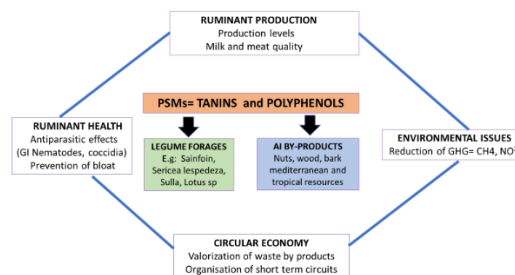 RUMINANT PRODUCTION
Production levels
Milk and meat quality
PSMs= TANINS and POLYPHENOLS
RUMINANT HEALTH
Antiparasitic effects
(GI Nematodes, coccidia)
Prevention of bloat
LEGUME FORAGES
E.g: Sainfoin,
Sericea lespedeza,
Sulla, Lotus sp
AI BY-PRODUCTS
Nuts, wood, bark
mediterranean and
tropical resources
ENVIRONMENTAL ISSUES
Reduction of GHG= CH4,
CIRCULAR ECONOMY
Valorization of waste by products
Organisation of short term circuits